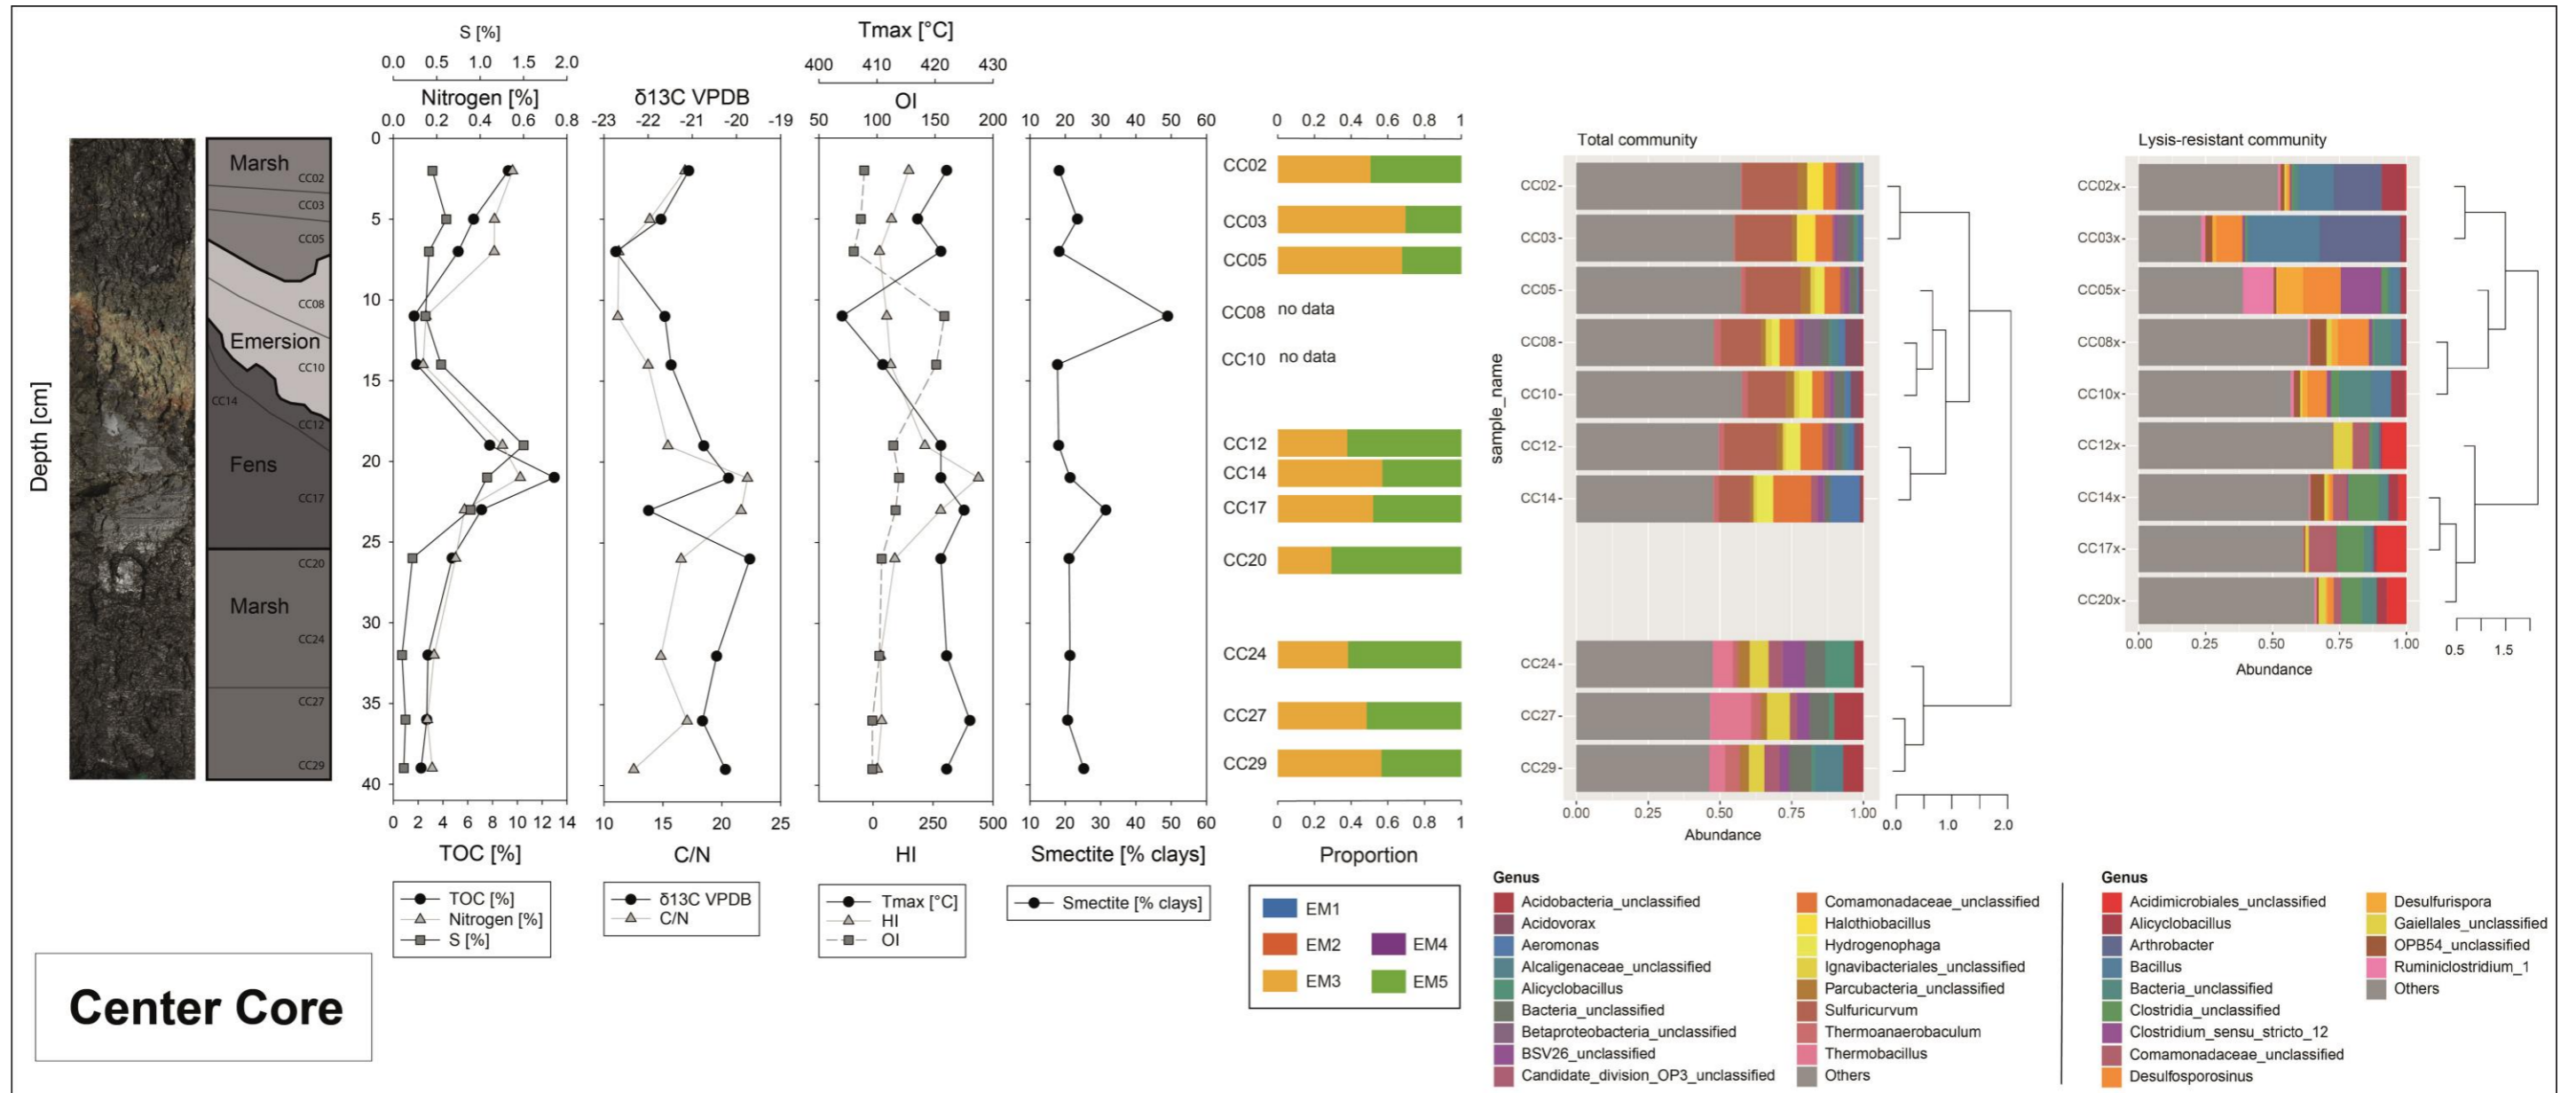 S [%]
0.0 0.5 1.0 1.5 2.0
Nitrogen [%]
0.0 0.2 0.4 0.6 0.8
δ13C VPDB
-23 -22 -21 -20 -19
Tmax [°C]
400 410 420 430
OI
50 100 150 200
10 20 30 40 50 60
0 0.2 0.4 0.6 0.8 1
Depth [cm]
0
5
10
15
20
25
30
35
40
Marsh
CC02
CC03
CC05
CC08
Emersion
CC10
CC14
CC12
Fens
CC17
CC20
Marsh
CC24
CC27
CC29
0 2 4 6 8 10 12 14
TOC [%]
10 15 20 25
C/N
0 250 500
HI
10 20 30 40 50 60
Smectite [% clays]
0 0.2 0.4 0.6 0.8 1
Proportion
CC02
CC03
CC05
CC08 no data
CC10 no data
CC12
CC14
CC17
CC20
CC24
CC27
CC29
TOC [%]
Nitrogen [%]
S [%]
δ13C VPDB
C/N
Tmax [°C]
HI
OI
Smectite [% clays]
EM1
EM2 EM4
EM3 EM5
Total community
sample_name
CC02
CC03
CC05
CC08
CC10
CC12
CC14
CC24
CC27
CC29
0.00 0.25 0.50 0.75 1.00
Abundance
0.0 1.0 2.0
Lysis-resistant community
CC02x
CC03x
CC05x
CC08x
CC10x
CC12x
CC14x
CC17x
CC20x
0.00 0.25 0.50 0.75 1.00
Abundance
0.5 1.5
Genus
Acidobacteria_unclassified
Acidovorax
Aeromonas
Alcaligenaceae_unclassified
Alicyclobacillus
Bacteria_unclassified
Betaproteobacteria_unclassified
BSV26_unclassified
Candidate_division_OP3_unclassified
Comamonadaceae_unclassified
Halothiobacillus
Hydrogenophaga
Ignavibacteriales_unclassified
Parcubacteria_unclassified
Sulfuricurvum
Thermoanaerobaculum
Thermobacillus
Others
Genus
Acidimicrobiales_unclassified
Alicyclobacillus
Arthrobacter
Bacillus
Bacteria_unclassified
Clostridia_unclassified
Clostridium_sensu_stricto_12
Comamonadaceae_unclassified
Desulfosporosinus
Desulfurispora
Gaiellales_unclassified
OPB54_unclassified
Ruminiclostridium_1
Others
Center Core